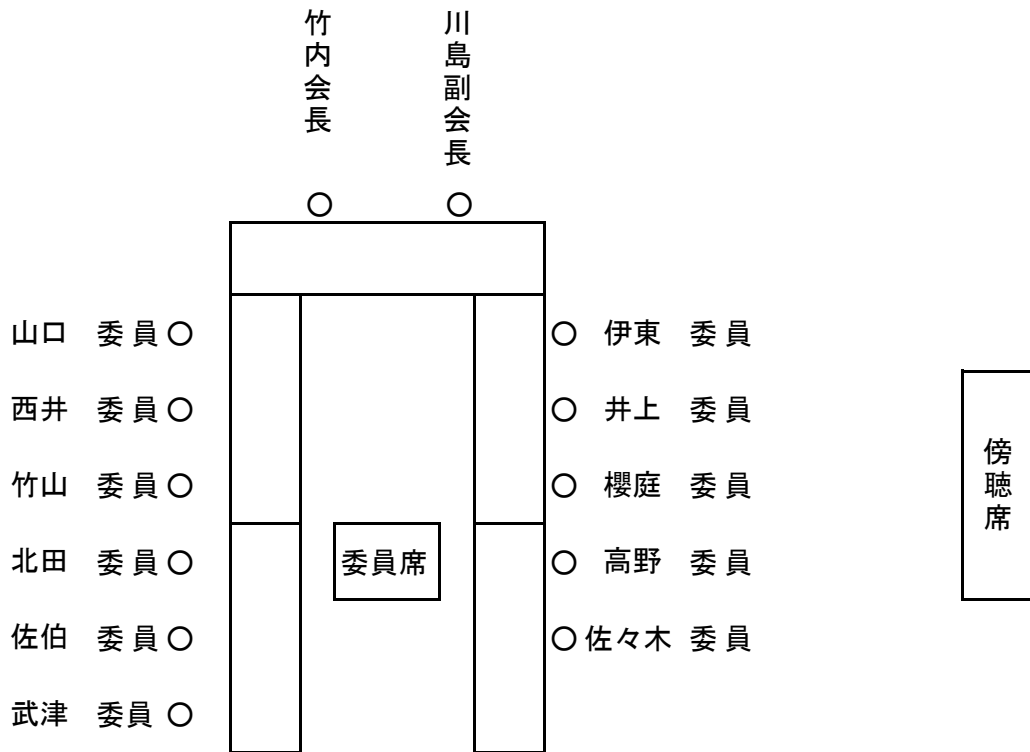 竹内会長
川島副会長
山口 委員○
○ 伊東 委員
西井 委員○
○ 井上 委員
竹山 委員○
○ 櫻庭 委員
北田 委員○
委員席
○ 高野 委員
佐伯 委員○
○佐々木 委員
武津 委員 ○
傍聴席